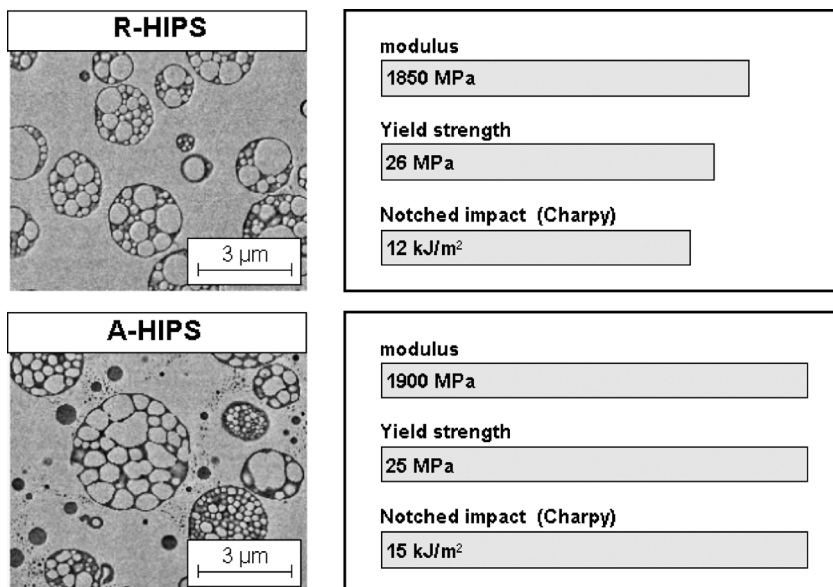 R-HIPS
3 μm
modulus
1850 MPa
Yield strength
26 MPa
Notched impact (Charpy)
12 kJ/m²
A-HIPS
3 μm
modulus
1900 MPa
Yield strength
25 MPa
Notched impact (Charpy)
15 kJ/m²